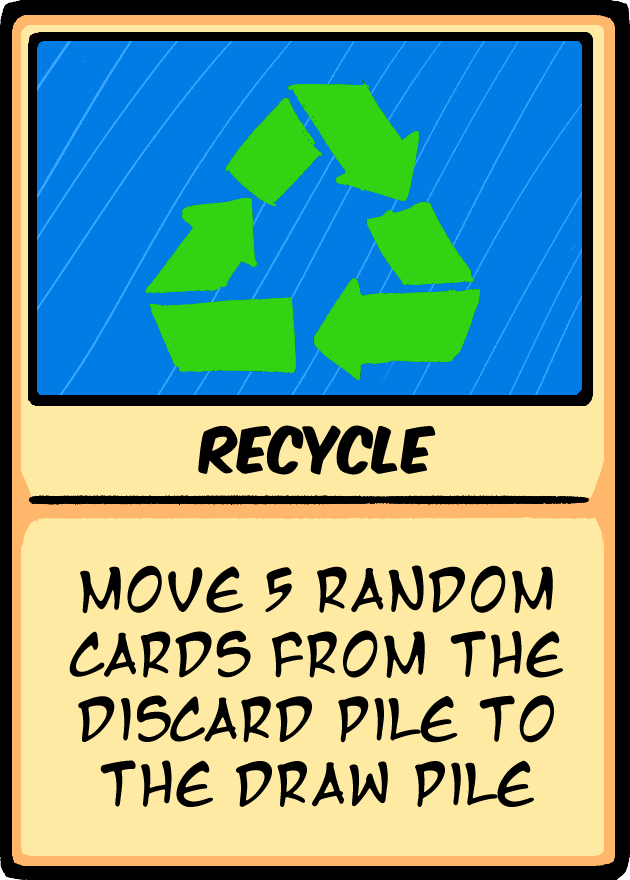 RECYCLE
MOVE 5 RANDOM
CARDS FROM THE
DISCARD PILE TO
THE DRAW PILE